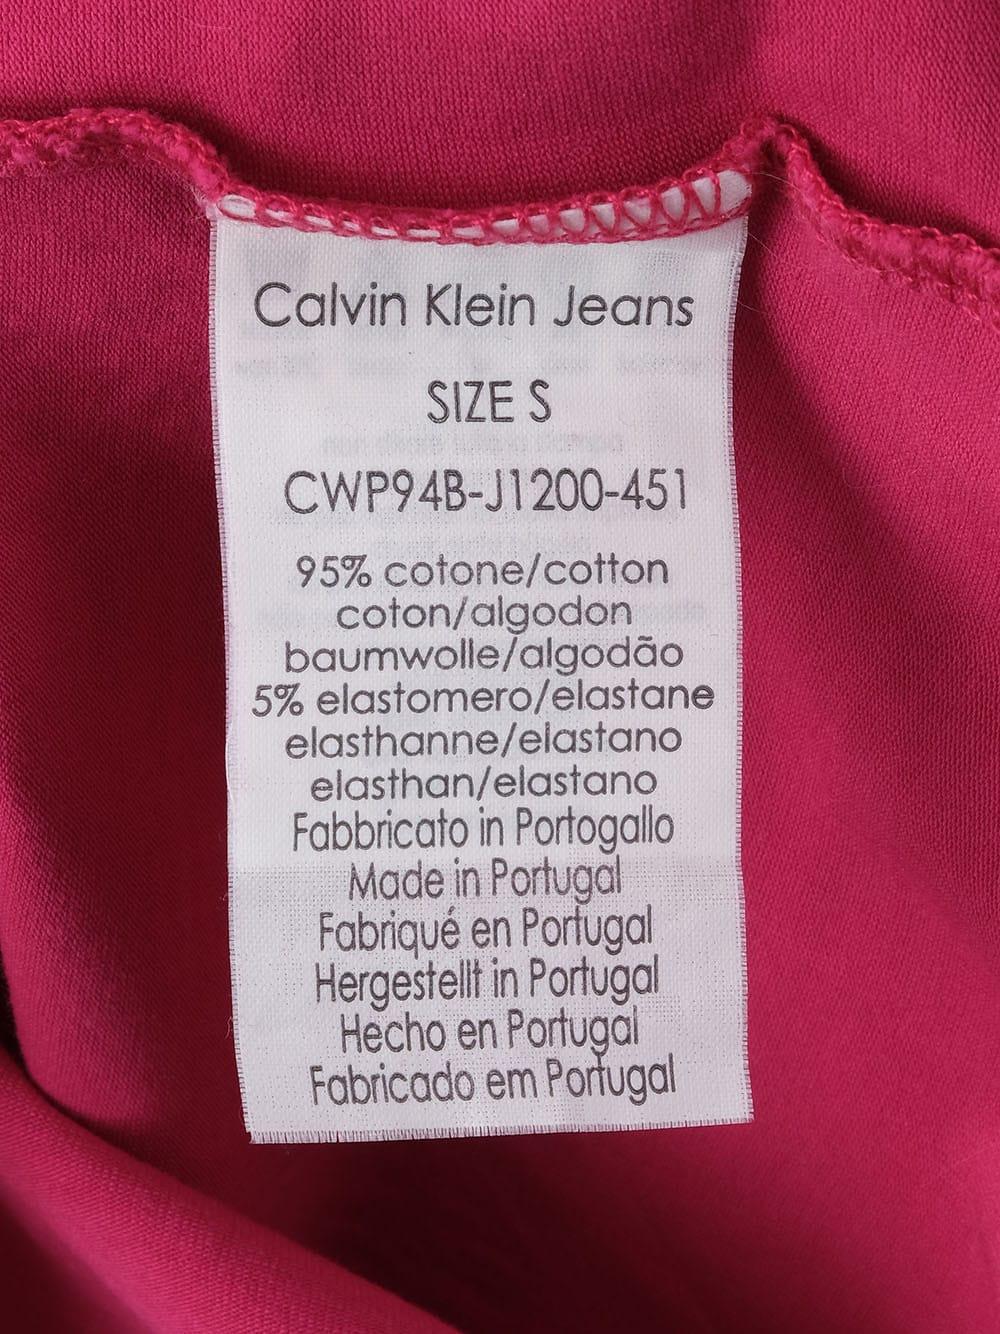 Calvin Klein Jeans
SIZE S
CWP94B-J1200-451
95% cotone/cotton
coton/algodon
baumwolle/algodão
5% elastomero/elastane
elasthanne/elastano
elasthan/elastano
Fabbricato in Portogallo
Made in Portugal
Fabriqué en Portugal
Hergestellt in Portugal
Hecho en Portugal
Fabricado em Portugal